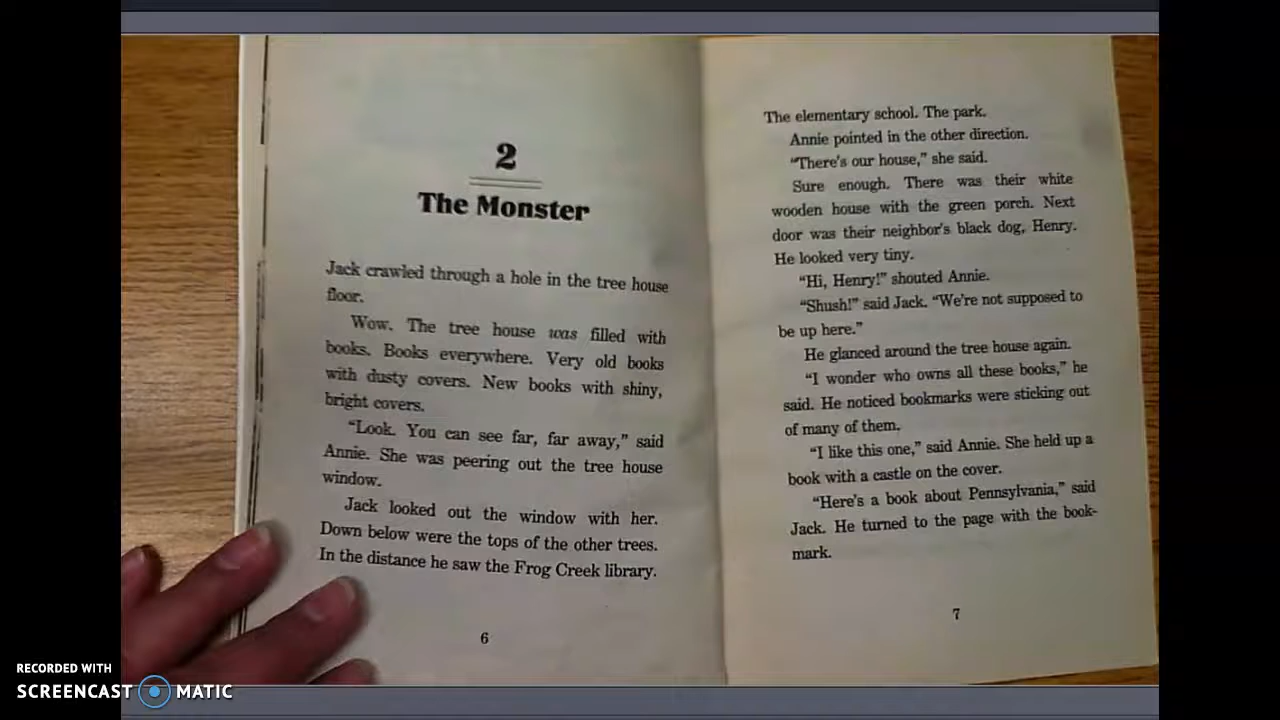 2
The Monster
Jack crawled through a hole in the tree house
floor.
Wow. The tree house was filled with
books. Books everywhere. Very old books
with dusty covers. New books with shiny,
bright covers.
"Look. You can see far, far away," said
Annie. She was peering out the tree house
window.
Jack looked out the window with her.
Down below were the tops of the other trees.
In the distance he saw the Frog Creek library.
6
The elementary school. The park.
Annie pointed in the other direction.
"There's our house," she said.
Sure enough. There was their white
wooden house with the green porch. Next
door was their neighbor's black dog, Henry.
He looked very tiny.
"Hi, Henry!" shouted Annie.
"Shush!" said Jack. "We're not supposed to
be up here."
He glanced around the tree house again.
"I wonder who owns all these books," he
said. He noticed bookmarks were sticking out
of many of them.
"I like this one," said Annie. She held up a
book with a castle on the cover.
"Here's a book about Pennsylvania," said
Jack. He turned to the page with the book-
mark.
7
RECORDED WITH
SCREENCAST MATIC